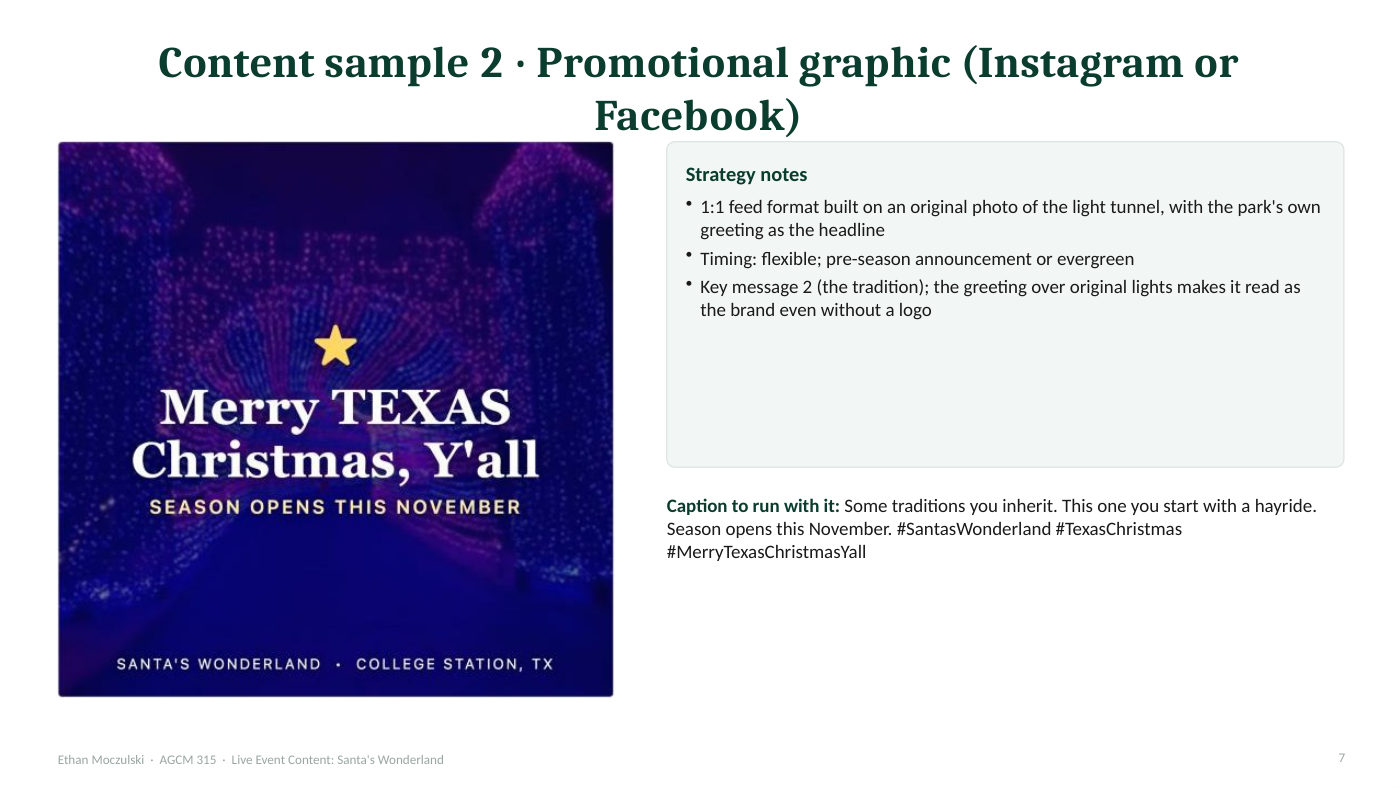 Content sample 2 · Promotional graphic (Instagram or
Facebook)
Merry TEXAS
Christmas, Y'all
SEASON OPENS THIS NOVEMBER
SANTA'S WONDERLAND • COLLEGE STATION, TX
Strategy notes
• 1:1 feed format built on an original photo of the light tunnel, with the park's own
greeting as the headline
• Timing: flexible; pre-season announcement or evergreen
• Key message 2 (the tradition); the greeting over original lights makes it read as
the brand even without a logo
Caption to run with it: Some traditions you inherit. This one you start with a hayride.
Season opens this November. #SantasWonderland #TexasChristmas
#MerryTexasChristmasYall
Ethan Moczulski · AGCM 315 · Live Event Content: Santa's Wonderland
7